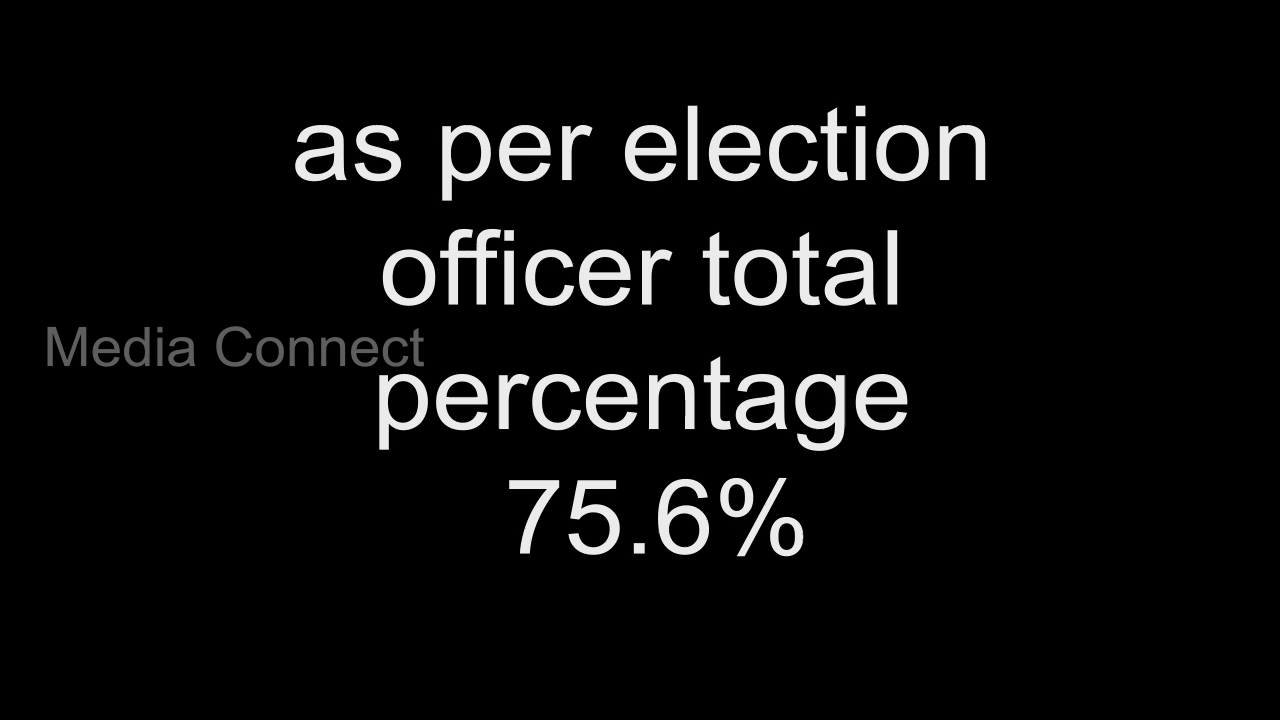 as per election
officer total
Media Connect
percentage
75.6%